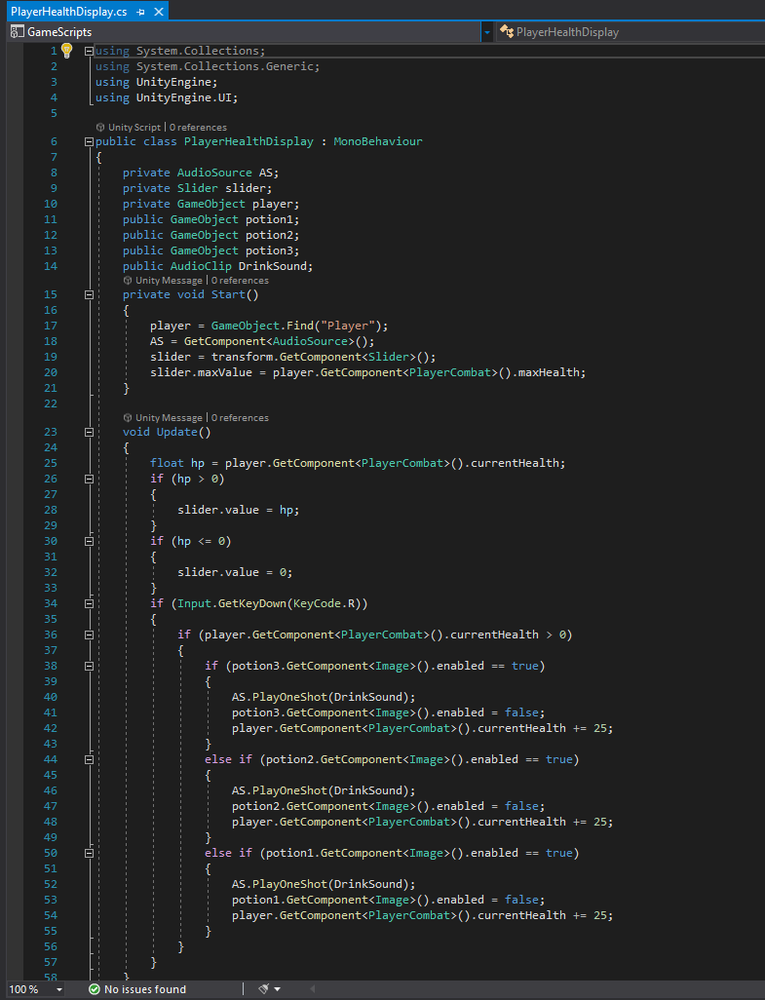 PlayerHealthDisplay.cs
GameScripts PlayerHealthDisplay
1 using System.Collections;
2 using System.Collections.Generic;
3 using UnityEngine;
4 using UnityEngine.UI;
5
Unity Script | 0 references
6 public class PlayerHealthDisplay : MonoBehaviour
7 {
8 private AudioSource AS;
9 private Slider slider;
10 private GameObject player;
11 public GameObject potion1;
12 public GameObject potion2;
13 public GameObject potion3;
14 public AudioClip DrinkSound;
Unity Message | 0 references
15 private void Start()
16 {
17 player = GameObject.Find("Player");
18 AS = GetComponent<AudioSource>();
19 slider = transform.GetComponent<Slider>();
20 slider.maxValue = player.GetComponent<PlayerCombat>().maxHealth;
21 }
22
Unity Message | 0 references
23 void Update()
24 {
25 float hp = player.GetComponent<PlayerCombat>().currentHealth;
26 if (hp > 0)
27 {
28 slider.value = hp;
29 }
30 if (hp <= 0)
31 {
32 slider.value = 0;
33 }
34 if (Input.GetKeyDown(KeyCode.R))
35 {
36 if (player.GetComponent<PlayerCombat>().currentHealth > 0)
37 {
38 if (potion3.GetComponent<Image>().enabled == true)
39 {
40 AS.PlayOneShot(DrinkSound);
41 potion3.GetComponent<Image>().enabled = false;
42 player.GetComponent<PlayerCombat>().currentHealth += 25;
43 }
44 else if (potion2.GetComponent<Image>().enabled == true)
45 {
46 AS.PlayOneShot(DrinkSound);
47 potion2.GetComponent<Image>().enabled = false;
48 player.GetComponent<PlayerCombat>().currentHealth += 25;
49 }
50 else if (potion1.GetComponent<Image>().enabled == true)
51 {
52 AS.PlayOneShot(DrinkSound);
53 potion1.GetComponent<Image>().enabled = false;
54 player.GetComponent<PlayerCombat>().currentHealth += 25;
55 }
56 }
57 }
58 }
100 % No issues found